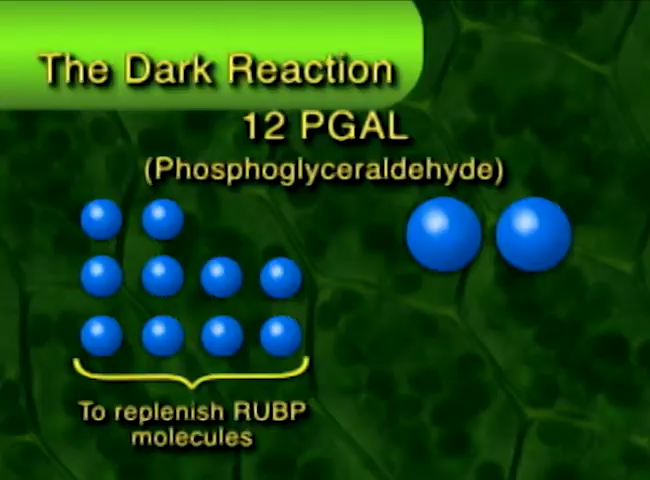 The Dark Reaction
12 PGAL
(Phosphoglyceraldehyde)
To replenish RUBP
molecules